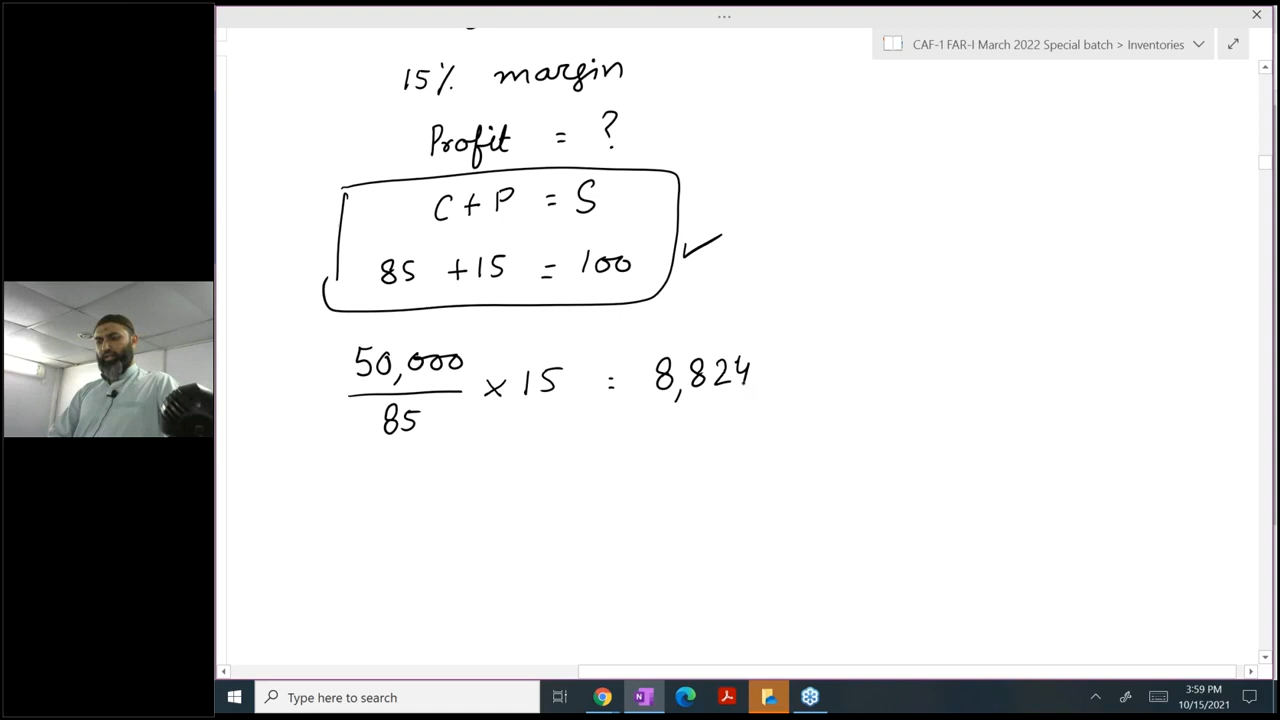 CAF-1 FAR-I March 2022 Special batch > Inventories
15% margin
Profit = ?
C + P = S
85 + 15 = 100
50,000
85
× 15 = 8,824
Type here to search
3:59 PM
10/15/2021